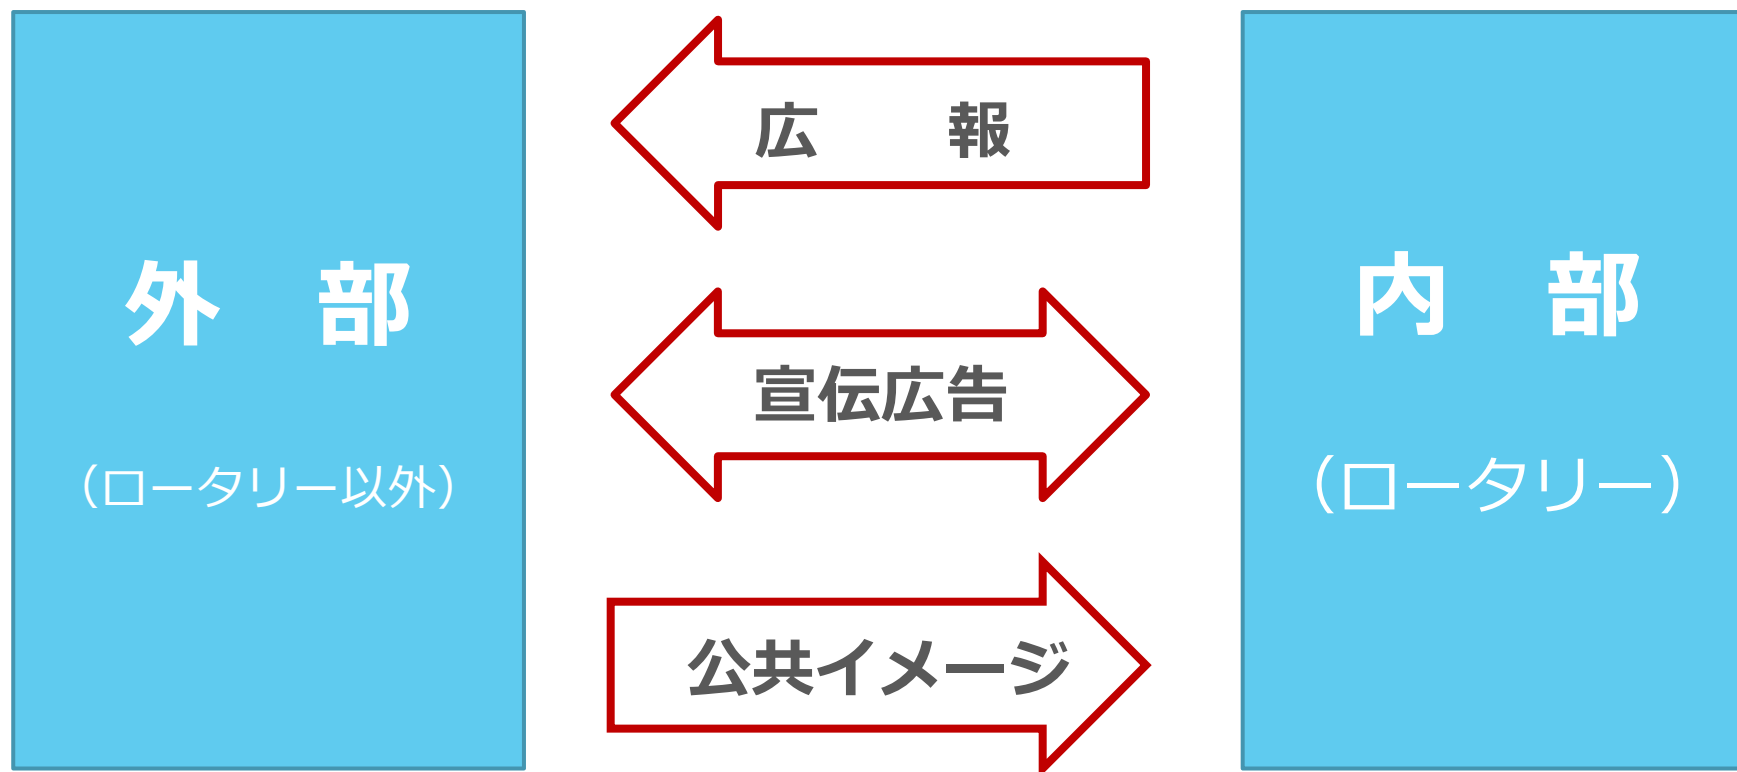 広　報
外　部
（ロータリー以外）
宣伝広告
内　部
（ロータリー）
公共イメージ